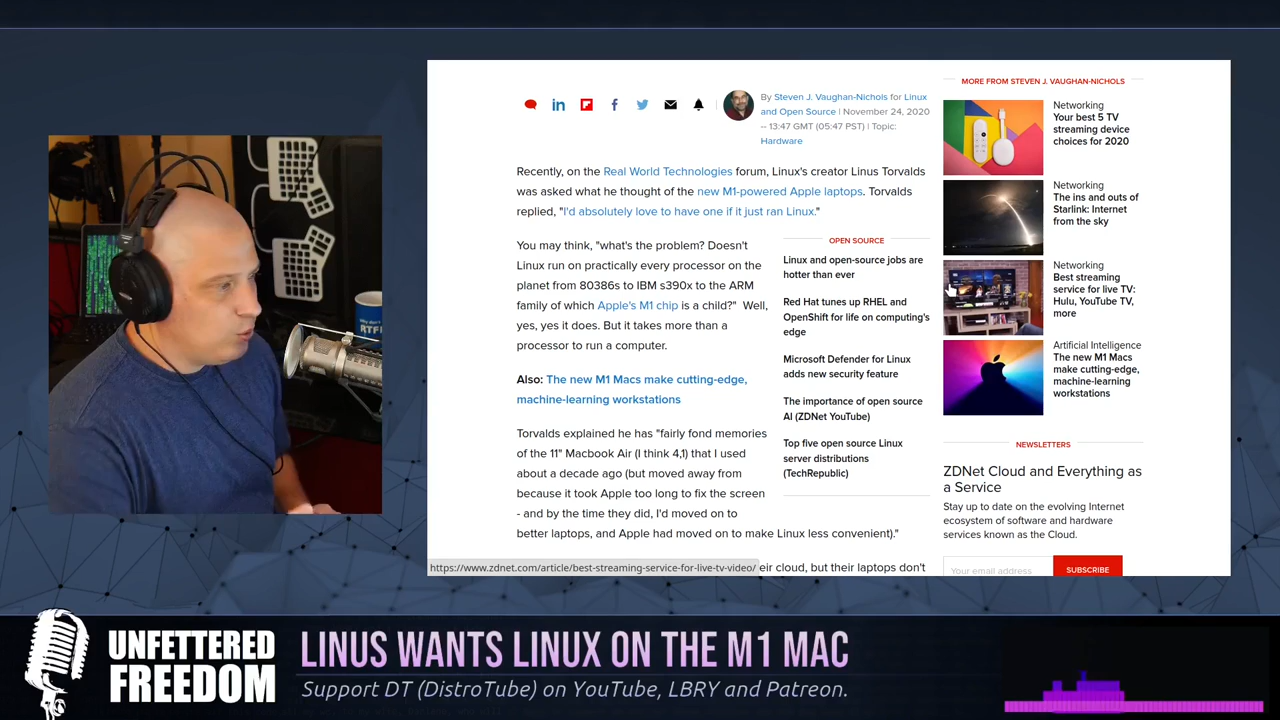 By Steven J. Vaughan-Nichols for Linux
and Open Source | November 24, 2020
-- 13:47 GMT (05:47 PST) | Topic:
Hardware
Recently, on the Real World Technologies forum, Linux's creator Linus Torvalds
was asked what he thought of the new M1-powered Apple laptops. Torvalds
replied, "I'd absolutely love to have one if it just ran Linux."
You may think, "what's the problem? Doesn't
Linux run on practically every processor on the
planet from 80386s to IBM s390x to the ARM
family of which Apple's M1 chip is a child?" Well,
yes, yes it does. But it takes more than a
processor to run a computer.
Also: The new M1 Macs make cutting-edge,
machine-learning workstations
Torvalds explained he has "fairly fond memories
of the 11" Macbook Air (I think 4,1) that I used
about a decade ago (but moved away from
because it took Apple too long to fix the screen
- and by the time they did, I'd moved on to
better laptops, and Apple had moved on to make Linux less convenient)."
eir cloud, but their laptops don't
https://www.zdnet.com/article/best-streaming-service-for-live-tv-video/
OPEN SOURCE
Linux and open-source jobs are
hotter than ever
Red Hat tunes up RHEL and
OpenShift for life on computing's
edge
Microsoft Defender for Linux
adds new security feature
The importance of open source
AI (ZDNet YouTube)
Top five open source Linux
server distributions
(TechRepublic)
MORE FROM STEVEN J. VAUGHAN-NICHOLS
Networking
Your best 5 TV
streaming device
choices for 2020
Networking
The ins and outs of
Starlink: Internet
from the sky
Networking
Best streaming
service for live TV:
Hulu, YouTube TV,
more
Artificial Intelligence
The new M1 Macs
make cutting-edge,
machine-learning
workstations
NEWSLETTERS
ZDNet Cloud and Everything as
a Service
Stay up to date on the evolving Internet
ecosystem of software and hardware
services known as the Cloud.
Your email address
SUBSCRIBE
RTFM
UNFETTERED
FREEDOM
LINUS WANTS LINUX ON THE M1 MAC
Support DT (DistroTube) on YouTube, LBRY and Patreon.